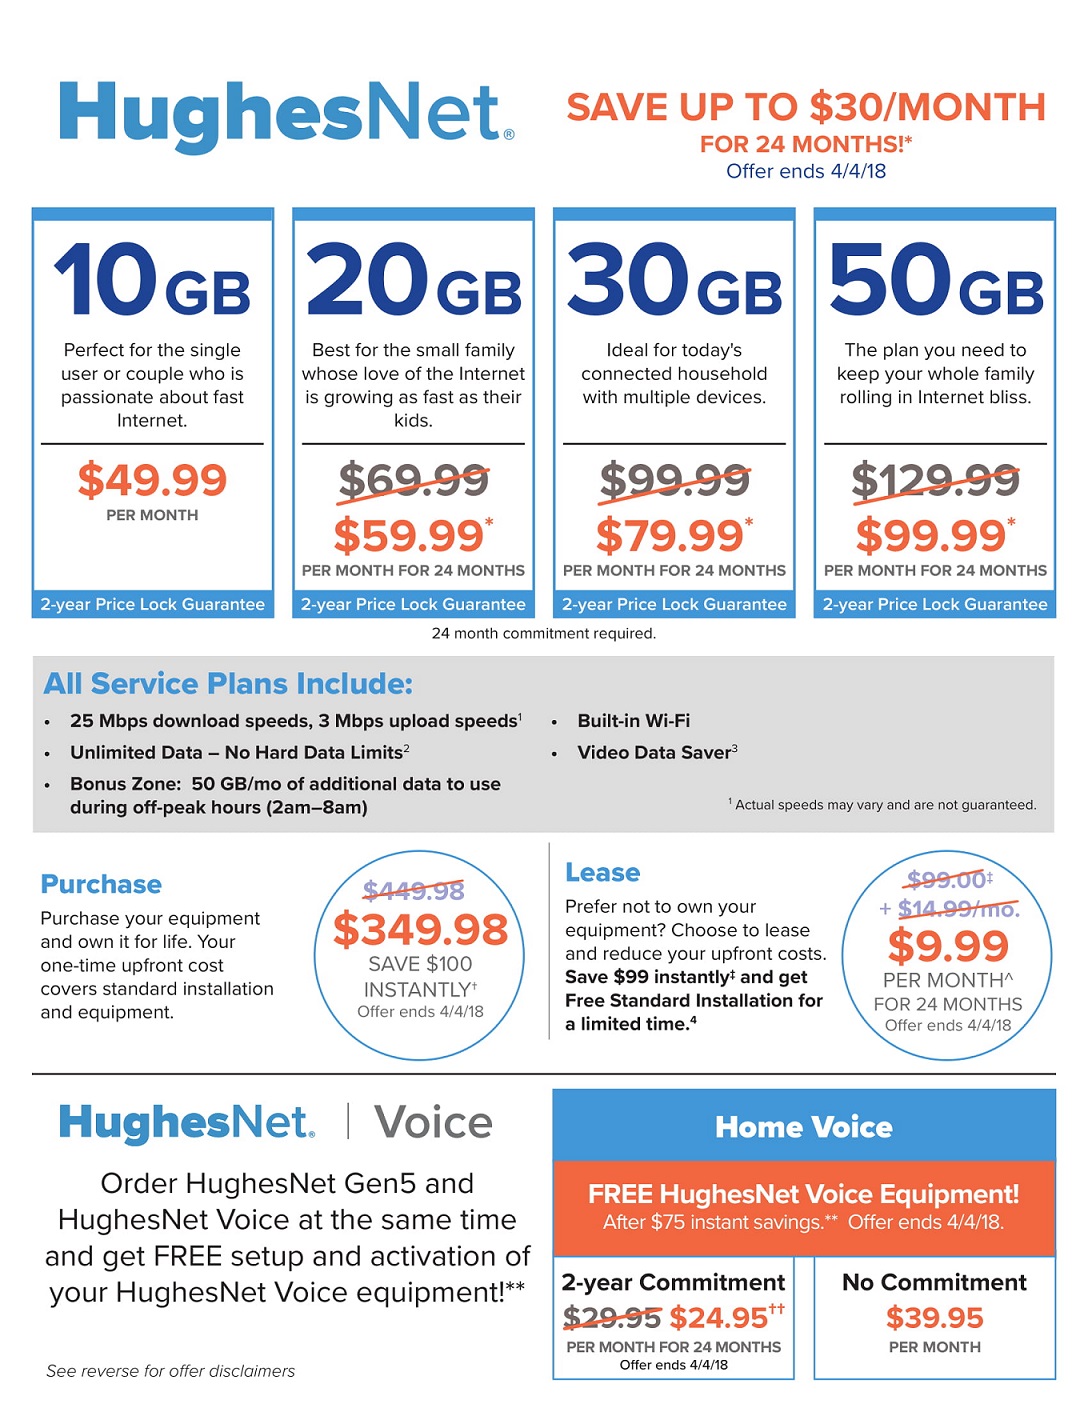 HughesNet®
SAVE UP TO $30/MONTH
FOR 24 MONTHS!*
Offer ends 4/4/18
10 GB
Perfect for the single
user or couple who is
passionate about fast
Internet.
$49.99
PER MONTH
2-year Price Lock Guarantee
20 GB
Best for the small family
whose love of the Internet
is growing as fast as their
kids.
$69.99
$59.99*
PER MONTH FOR 24 MONTHS
2-year Price Lock Guarantee
30 GB
Ideal for today's
connected household
with multiple devices.
$99.99
$79.99*
PER MONTH FOR 24 MONTHS
2-year Price Lock Guarantee
50 GB
The plan you need to
keep your whole family
rolling in Internet bliss.
$129.99
$99.99*
PER MONTH FOR 24 MONTHS
2-year Price Lock Guarantee
24 month commitment required.
All Service Plans Include:
• 25 Mbps download speeds, 3 Mbps upload speeds¹
• Unlimited Data – No Hard Data Limits²
• Bonus Zone: 50 GB/mo of additional data to use
during off-peak hours (2am–8am)
• Built-in Wi-Fi
• Video Data Saver³
¹ Actual speeds may vary and are not guaranteed.
Purchase
Purchase your equipment
and own it for life. Your
one-time upfront cost
covers standard installation
and equipment.
$449.98
$349.98
SAVE $100
INSTANTLY†
Offer ends 4/4/18
Lease
Prefer not to own your
equipment? Choose to lease
and reduce your upfront costs.
Save $99 instantly‡ and get
Free Standard Installation for
a limited time.⁴
$99.00‡
+ $14.99/mo.
$9.99
PER MONTH^
FOR 24 MONTHS
Offer ends 4/4/18
HughesNet® | Voice
Order HughesNet Gen5 and
HughesNet Voice at the same time
and get FREE setup and activation of
your HughesNet Voice equipment!**
See reverse for offer disclaimers
Home Voice
FREE HughesNet Voice Equipment!
After $75 instant savings.** Offer ends 4/4/18.
2-year Commitment
$29.95 $24.95††
PER MONTH FOR 24 MONTHS
Offer ends 4/4/18
No Commitment
$39.95
PER MONTH